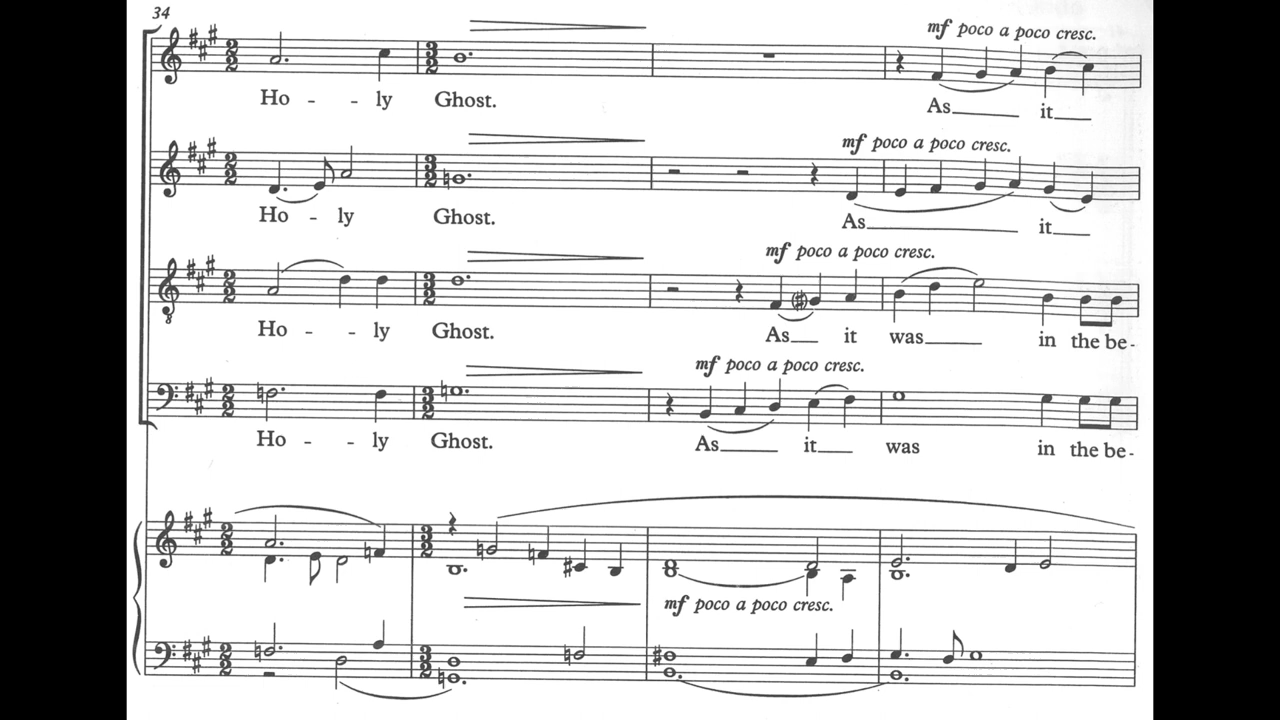 34
mf poco a poco cresc.
Ho - - ly Ghost. As it
mf poco a poco cresc.
Ho - ly Ghost. As it
mf poco a poco cresc.
8
Ho - - ly Ghost. As it was in the be-
mf poco a poco cresc.
Ho - - ly Ghost. As it was in the be-
mf poco a poco cresc.